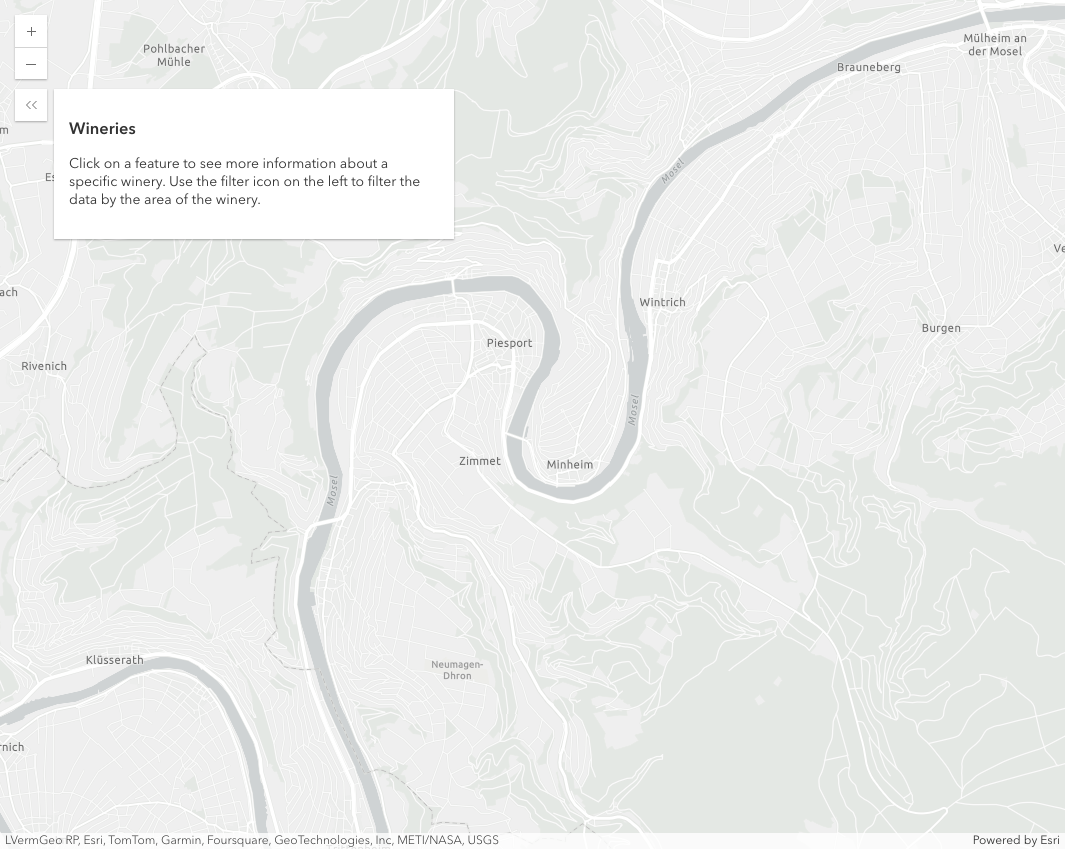 +
−
Wineries
Click on a feature to see more information about a
specific winery. Use the filter icon on the left to filter the
data by the area of the winery.
Pohlbacher
Mühle
Mülheim an
der Mosel
Brauneberg
m
Es
Mosel
Ve
ach
Wintrich
Burgen
Piesport
Rivenich
Mosel
Zimmet
Minheim
Mosel
Klüsserath
Neumagen-
Dhron
rnich
LVermGeo RP, Esri, TomTom, Garmin, Foursquare, GeoTechnologies, Inc, METI/NASA, USGS
Powered by Esri